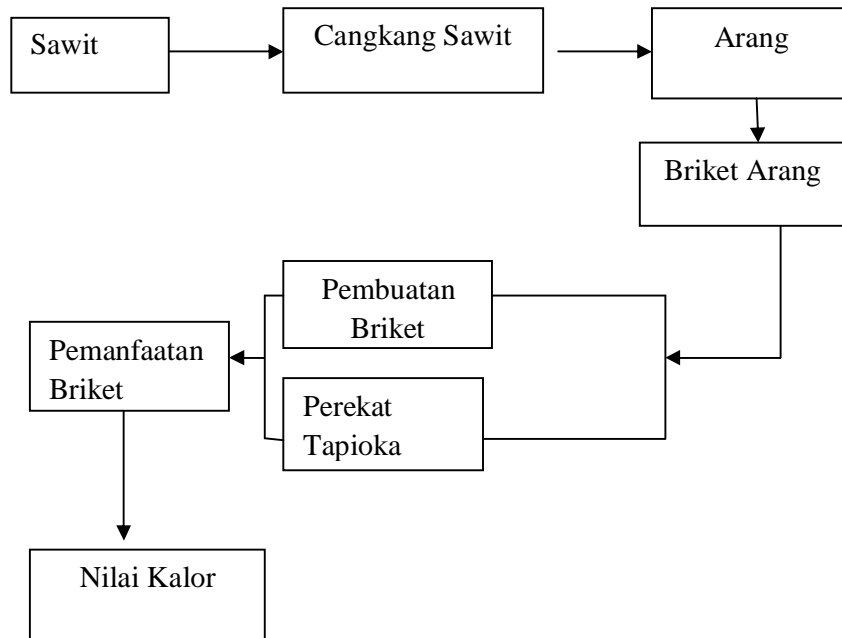 Sawit
Cangkang Sawit
Arang
Briket Arang
Pembuatan
Briket
Pemanfaatan
Briket
Perekat
Tapioka
Nilai Kalor